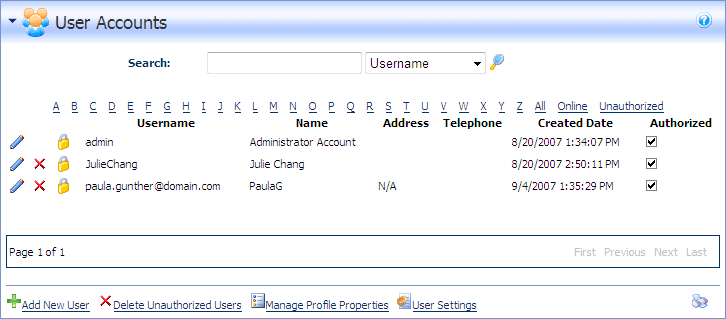 User Accounts
?
Search: Username
A B C D E F G H I J K L M N O P Q R S T U V W X Y Z All Online Unauthorized
Username Name Address Telephone Created Date Authorized
admin Administrator Account 8/20/2007 1:34:07 PM
JulieChang Julie Chang 8/20/2007 2:50:11 PM
paula.gunther@domain.com PaulaG N/A 9/4/2007 1:35:29 PM
Page 1 of 1 First Previous Next Last
Add New User Delete Unauthorized Users Manage Profile Properties User Settings